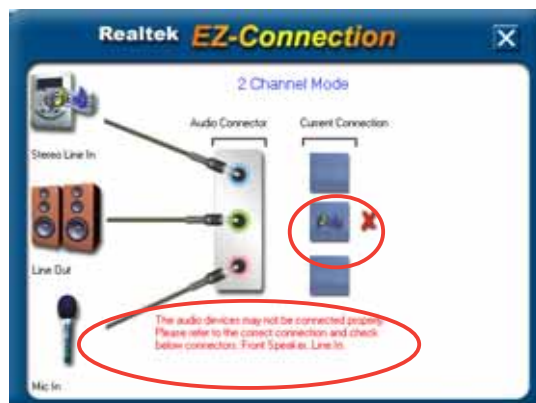 Realtek EZ-Connection
2 Channel Mode
Audio Connector Current Connection
Stereo Line In
Line Out
Mic In
The audio devices may not be connected properly.
Please refer to the correct connection and check
below connectors. Front Speaker, Line In.